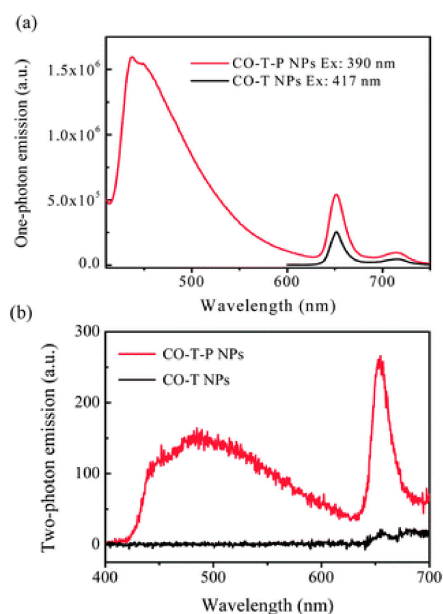 (a)
CO-T-P NPs Ex: 390 nm
CO-T NPs Ex: 417 nm
One-photon emission (a.u.)
1.5x10⁶
1.0x10⁶
5.0x10⁵
0.0
500
600
700
Wavelength (nm)
(b)
CO-T-P NPs
CO-T NPs
Two-photon emission (a.u.)
300
200
100
0
400
500
600
700
Wavelength (nm)